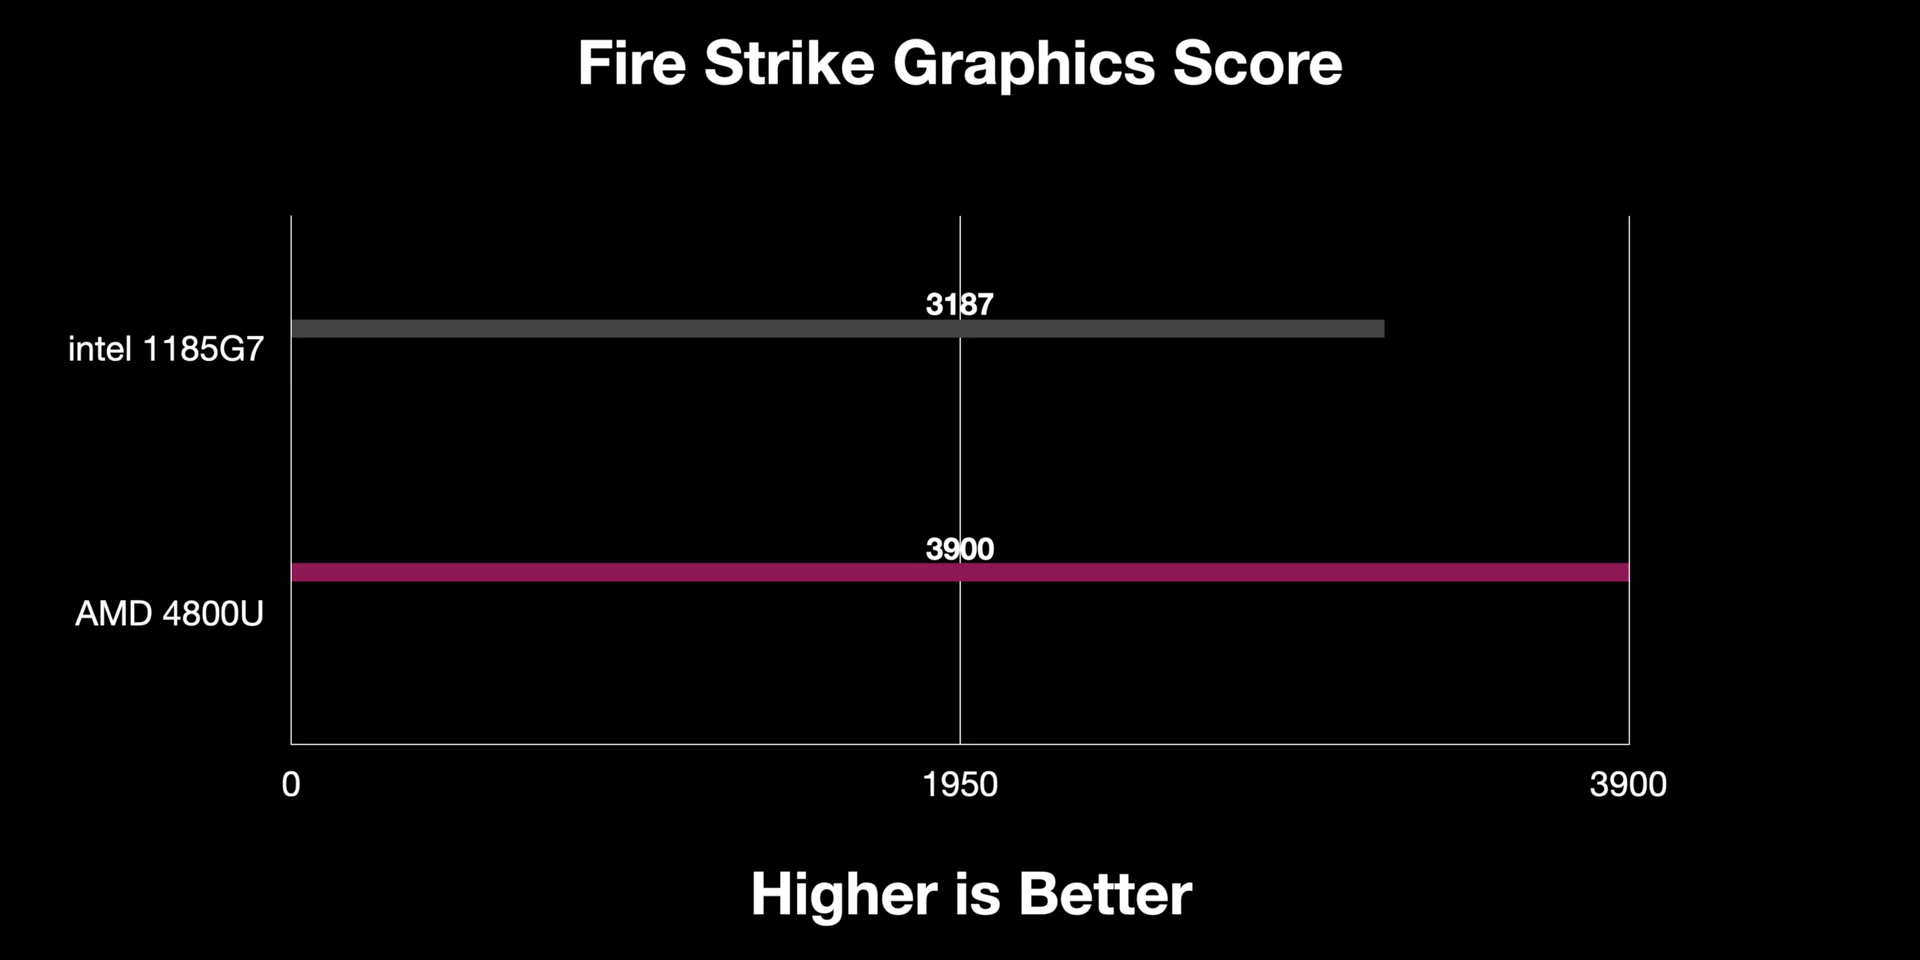 Fire Strike Graphics Score
3187
intel 1185G7
3900
AMD 4800U
0 1950 3900
Higher is Better